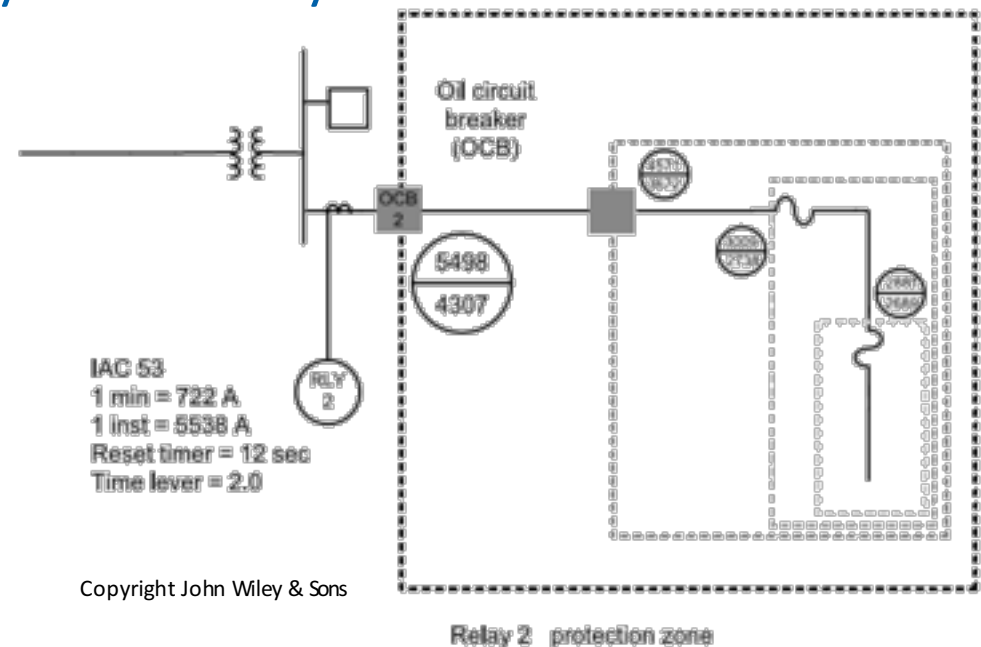 Oil circuit
breaker
(OCB)
OCB
2
5498
4307
RLY
2
IAC 53
1 min = 722 A
1 inst = 5538 A
Reset timer = 12 sec
Time lever = 2.0
Copyright John Wiley & Sons
Relay 2 protection zone